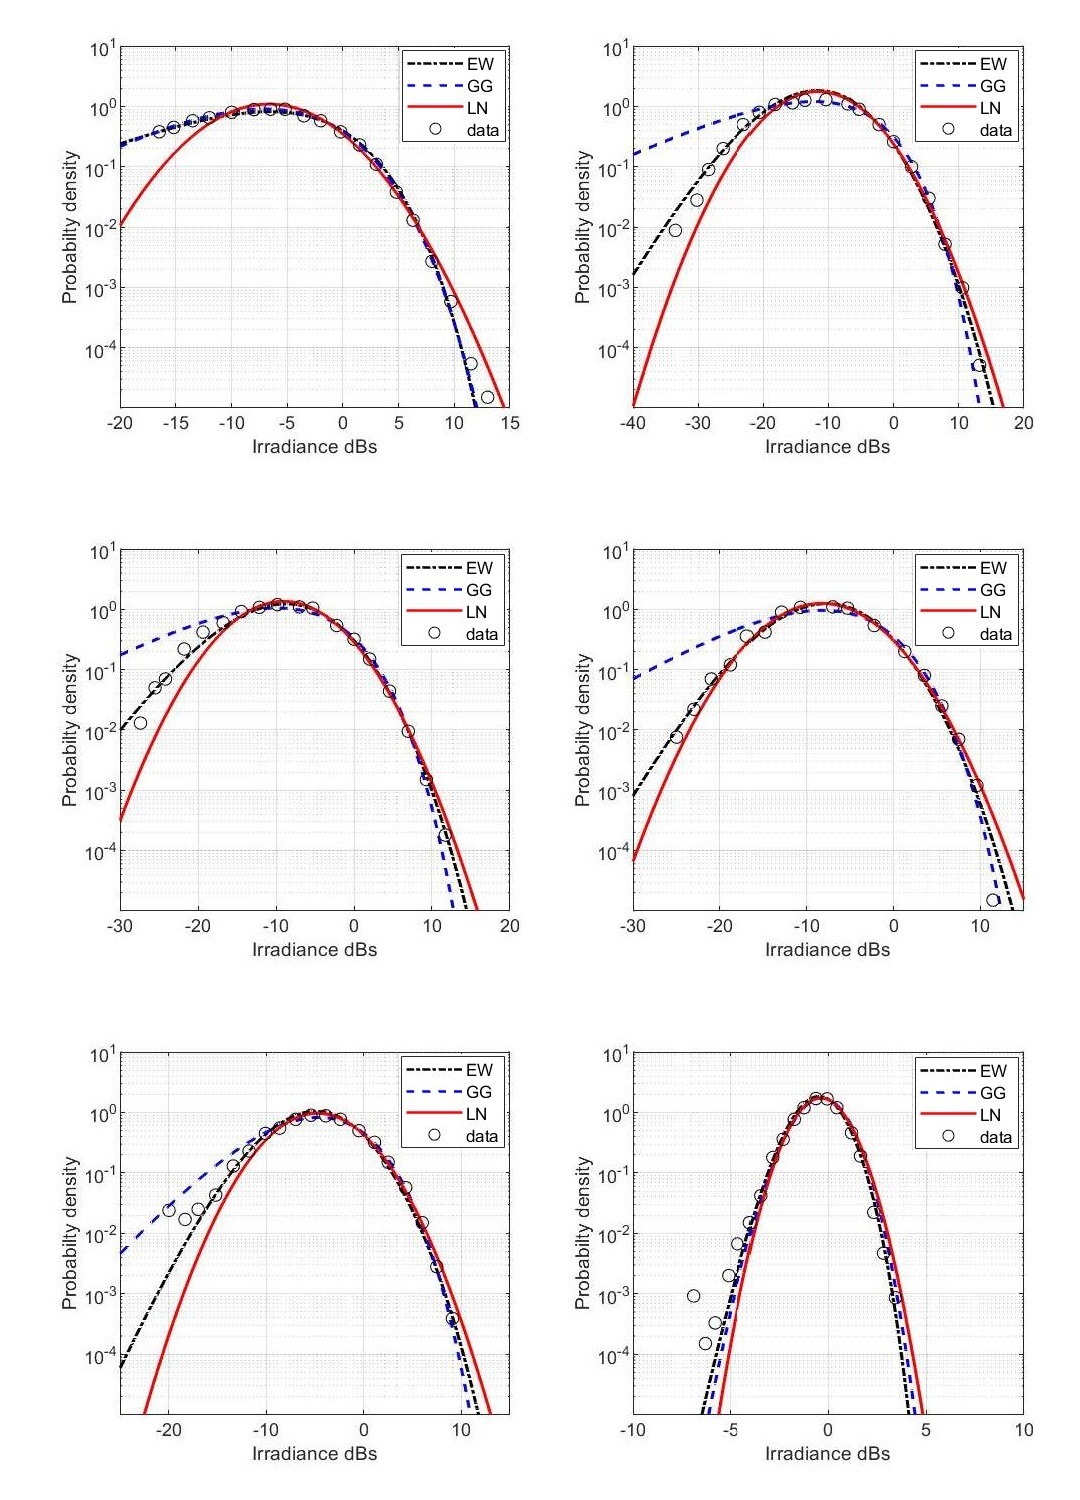 10^1
10^0
10^-1
10^-2
10^-3
10^-4
Probabilty density
-20 -15 -10 -5 0 5 10 15
Irradiance dBs
EW
GG
LN
data
10^1
10^0
10^-1
10^-2
10^-3
10^-4
Probabilty density
-40 -30 -20 -10 0 10 20
Irradiance dBs
EW
GG
LN
data
10^1
10^0
10^-1
10^-2
10^-3
10^-4
Probabilty density
-30 -20 -10 0 10 20
Irradiance dBs
EW
GG
LN
data
10^1
10^0
10^-1
10^-2
10^-3
10^-4
Probabilty density
-30 -20 -10 0 10
Irradiance dBs
EW
GG
LN
data
10^1
10^0
10^-1
10^-2
10^-3
10^-4
Probabilty density
-20 -10 0 10
Irradiance dBs
EW
GG
LN
data
10^1
10^0
10^-1
10^-2
10^-3
10^-4
Probabilty density
-10 -5 0 5 10
Irradiance dBs
EW
GG
LN
data